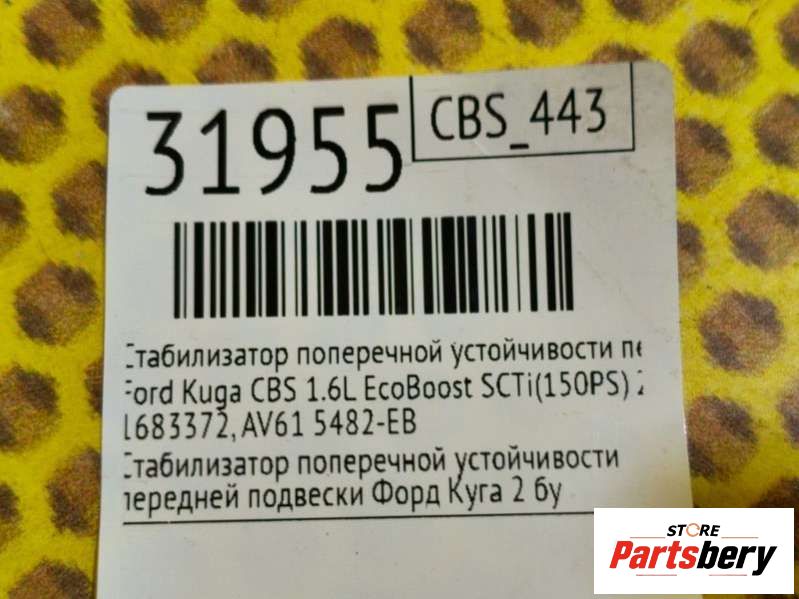 31955
CBS_443
Стабилизатор поперечной устойчивости пе
Ford Kuga CBS 1.6L EcoBoost SCTi(150PS) 2
1683372, AV61 5482-EB
Стабилизатор поперечной устойчивости
передней подвески Форд Куга 2 бу
STORE
Partsbery